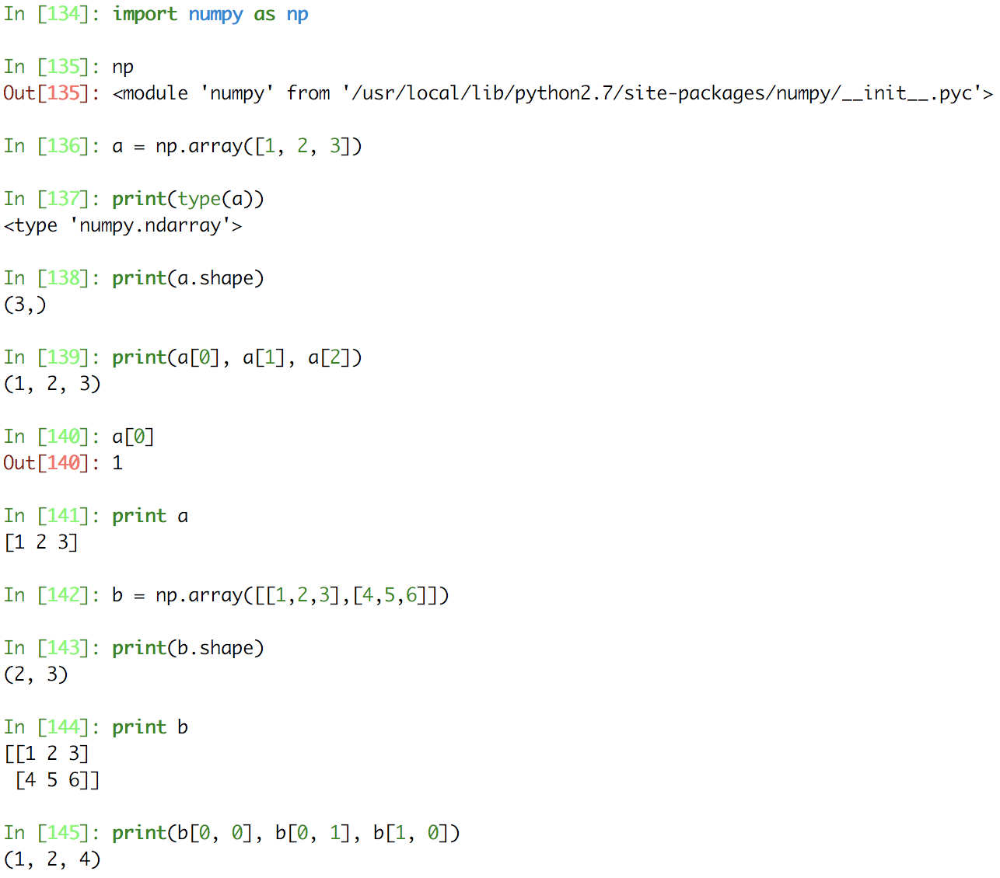 In [134]: import numpy as np
In [135]: np
Out[135]: <module 'numpy' from '/usr/local/lib/python2.7/site-packages/numpy/__init__.pyc'>
In [136]: a = np.array([1, 2, 3])
In [137]: print(type(a))
<type 'numpy.ndarray'>
In [138]: print(a.shape)
(3,)
In [139]: print(a[0], a[1], a[2])
(1, 2, 3)
In [140]: a[0]
Out[140]: 1
In [141]: print a
[1 2 3]
In [142]: b = np.array([[1,2,3],[4,5,6]])
In [143]: print(b.shape)
(2, 3)
In [144]: print b
[[1 2 3]
 [4 5 6]]
In [145]: print(b[0, 0], b[0, 1], b[1, 0])
(1, 2, 4)